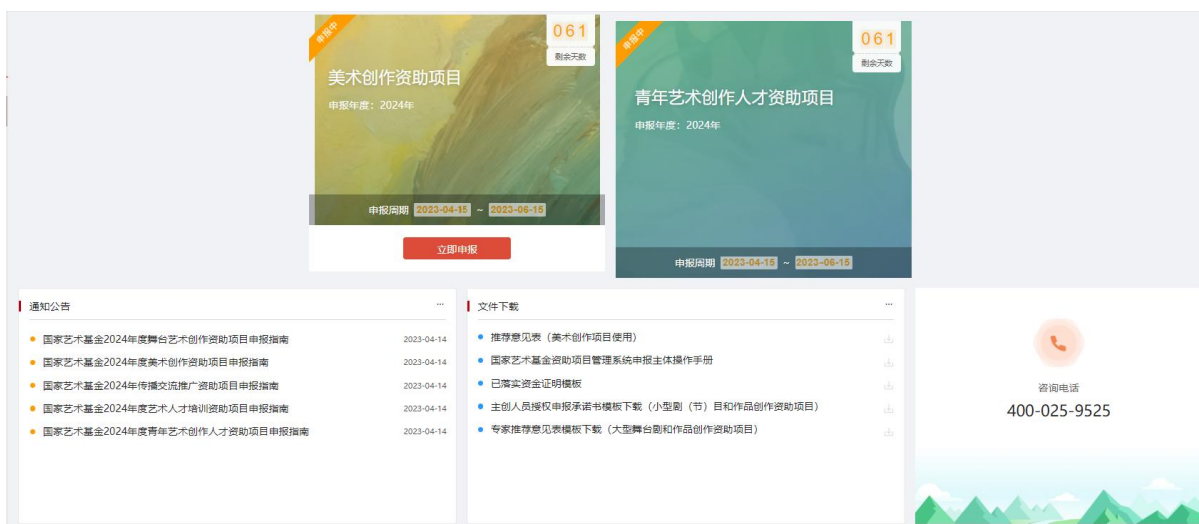 申报中
061
剩余天数
美术创作资助项目
申报年度：2024年
申报周期 2023-04-15 ~ 2023-06-15
立即申报
申报中
061
剩余天数
青年艺术创作人才资助项目
申报年度：2024年
申报周期 2023-04-15 ~ 2023-06-15
通知公告 ...
国家艺术基金2024年度舞台艺术创作资助项目申报指南 2023-04-14
国家艺术基金2024年度美术创作资助项目申报指南 2023-04-14
国家艺术基金2024年传播交流推广资助项目申报指南 2023-04-14
国家艺术基金2024年度艺术人才培训资助项目申报指南 2023-04-14
国家艺术基金2024年度青年艺术创作人才资助项目申报指南 2023-04-14
文件下载 ...
推荐意见表（美术创作项目使用）
国家艺术基金资助项目管理系统申报主体操作手册
已落实资金证明模板
主创人员授权申报承诺书模板下载（小型剧（节）目和作品创作资助项目）
专家推荐意见表模板下载（大型舞台剧和作品创作资助项目）
咨询电话
400-025-9525